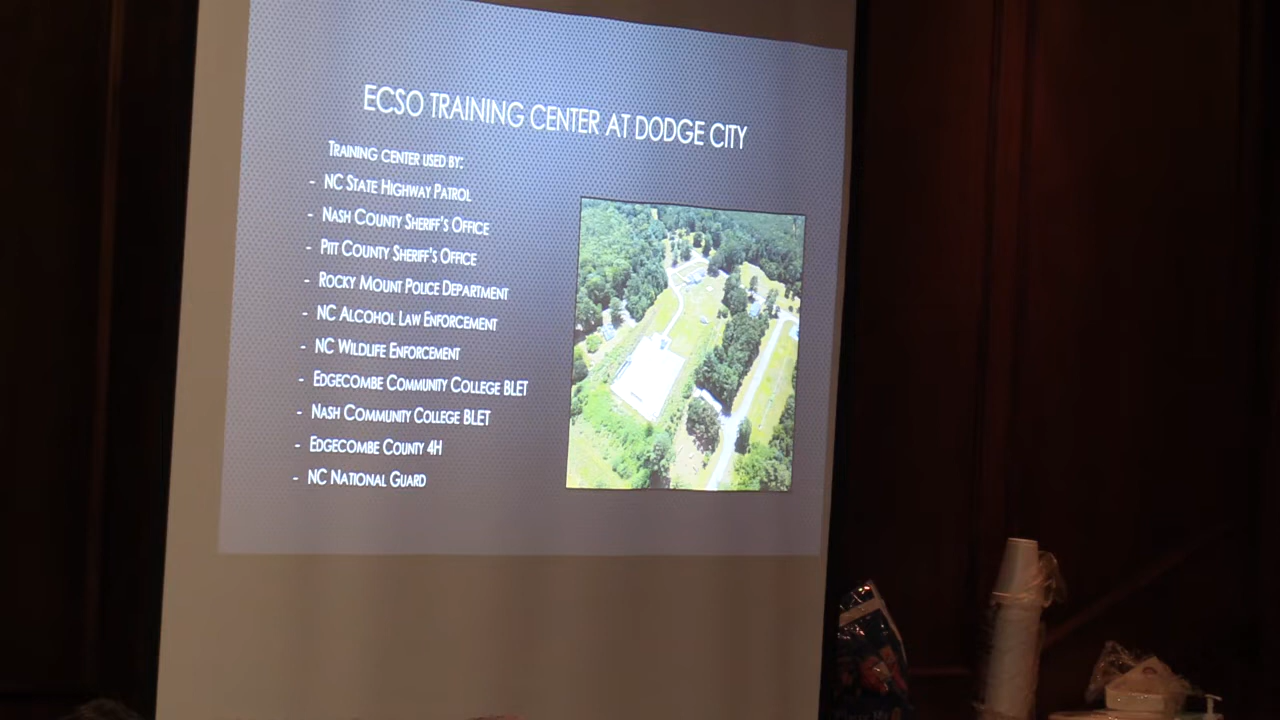 ECSO TRAINING CENTER AT DODGE CITY
TRAINING CENTER USED BY:
- NC STATE HIGHWAY PATROL
- NASH COUNTY SHERIFF'S OFFICE
- PITT COUNTY SHERIFF'S OFFICE
- ROCKY MOUNT POLICE DEPARTMENT
- NC ALCOHOL LAW ENFORCEMENT
- NC WILDLIFE ENFORCEMENT
- EDGECOMBE COMMUNITY COLLEGE BLET
- NASH COMMUNITY COLLEGE BLET
- EDGECOMBE COUNTY 4H
- NC NATIONAL GUARD